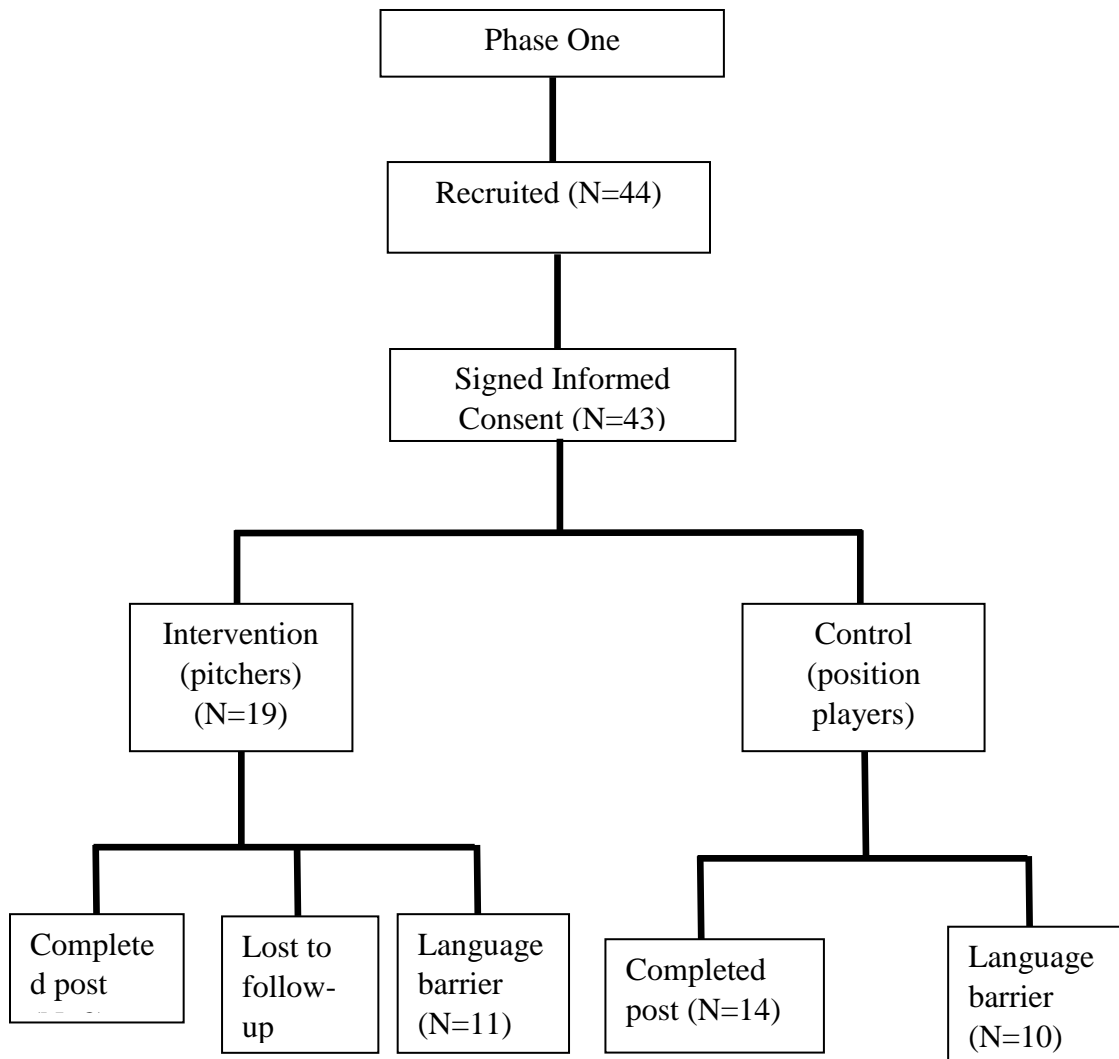 Phase One
Recruited (N=44)
Signed Informed
Consent (N=43)
Intervention
(pitchers)
(N=19)
Control
(position
players)
Complete
d post
Lost to
follow-
up
Language
barrier
(N=11)
Completed
post (N=14)
Language
barrier
(N=10)